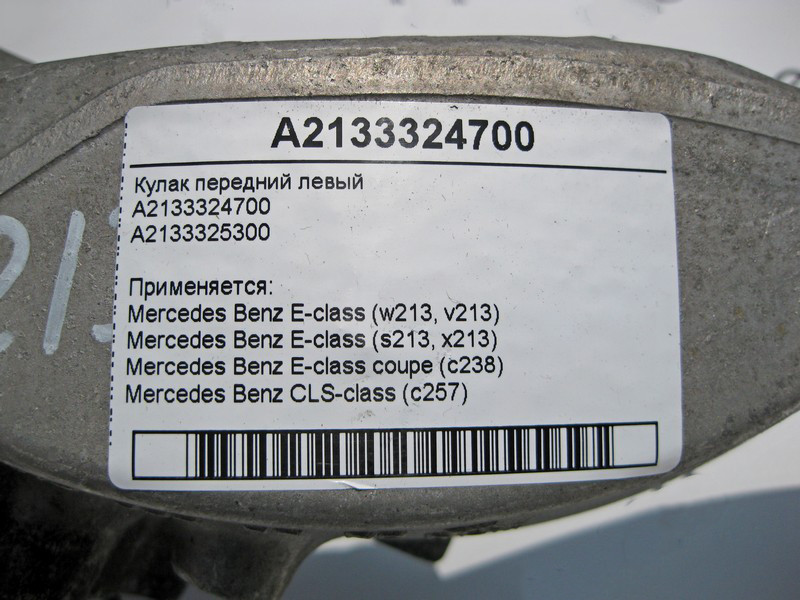 A2133324700
Кулак передний левый
A2133324700
A2133325300
Применяется:
Mercedes Benz E-class (w213, v213)
Mercedes Benz E-class (s213, x213)
Mercedes Benz E-class coupe (c238)
Mercedes Benz CLS-class (c257)
213